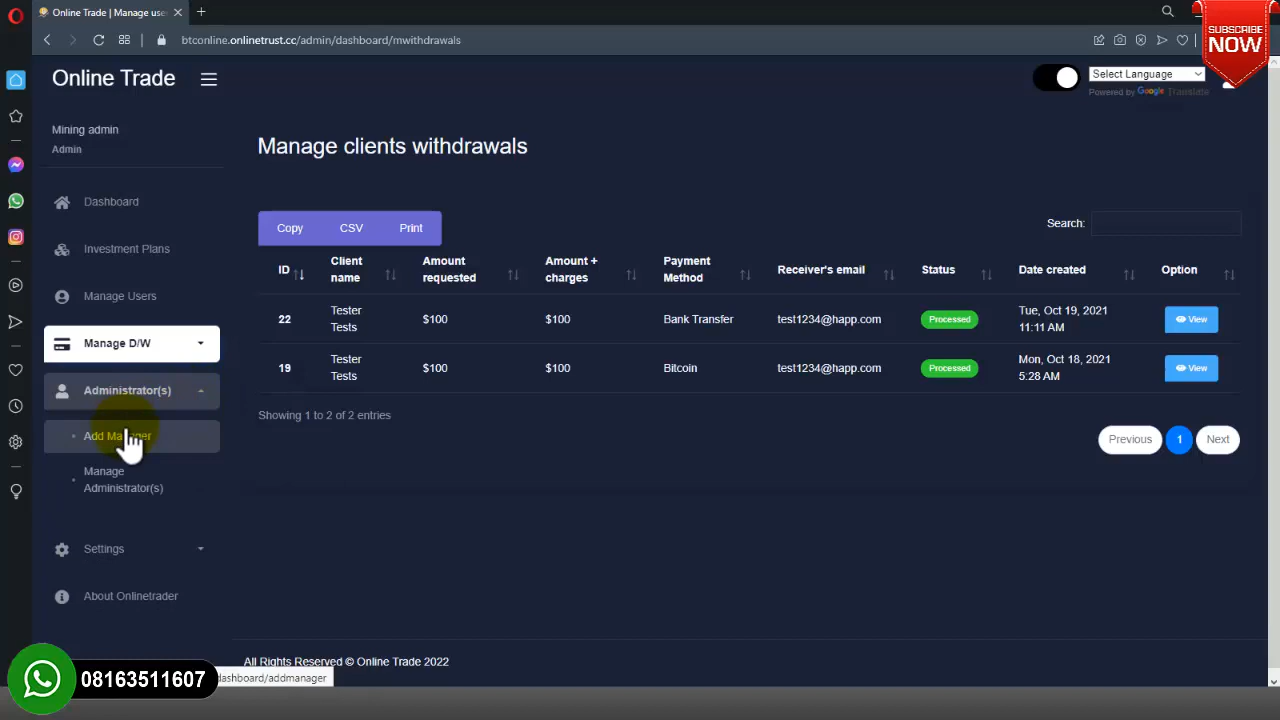 Online Trade | Manage use
btconline.onlinetrust.cc/admin/dashboard/mwithdrawals
SUBSCRIBE
NOW
Online Trade
Select Language
Powered by Google Translate
Mining admin
Admin
Dashboard
Investment Plans
Manage Users
Manage D/W
Administrator(s)
Add Manager
Manage
Administrator(s)
Settings
About Onlinetrader
Manage clients withdrawals
Copy CSV Print
Search:
ID Client name Amount requested Amount + charges Payment Method Receiver's email Status Date created Option
22 Tester Tests $100 $100 Bank Transfer test1234@happ.com Processed Tue, Oct 19, 2021 11:11 AM View
19 Tester Tests $100 $100 Bitcoin test1234@happ.com Processed Mon, Oct 18, 2021 5:28 AM View
Showing 1 to 2 of 2 entries
Previous 1 Next
All Rights Reserved © Online Trade 2022
dashboard/addmanager
08163511607